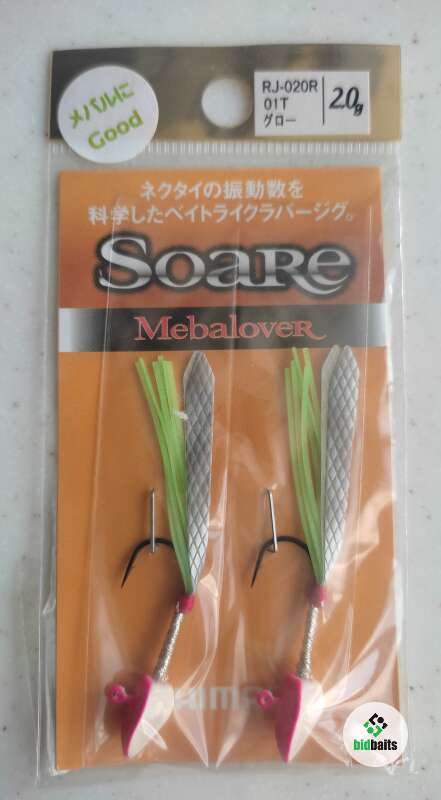 メバルに
Good
RJ-020R
01T
グロー
2.0g
ネクタイの振動数を
科学したベイトライクラバージグ。
Soare
Mebalover
SHIMANO
bidbaits